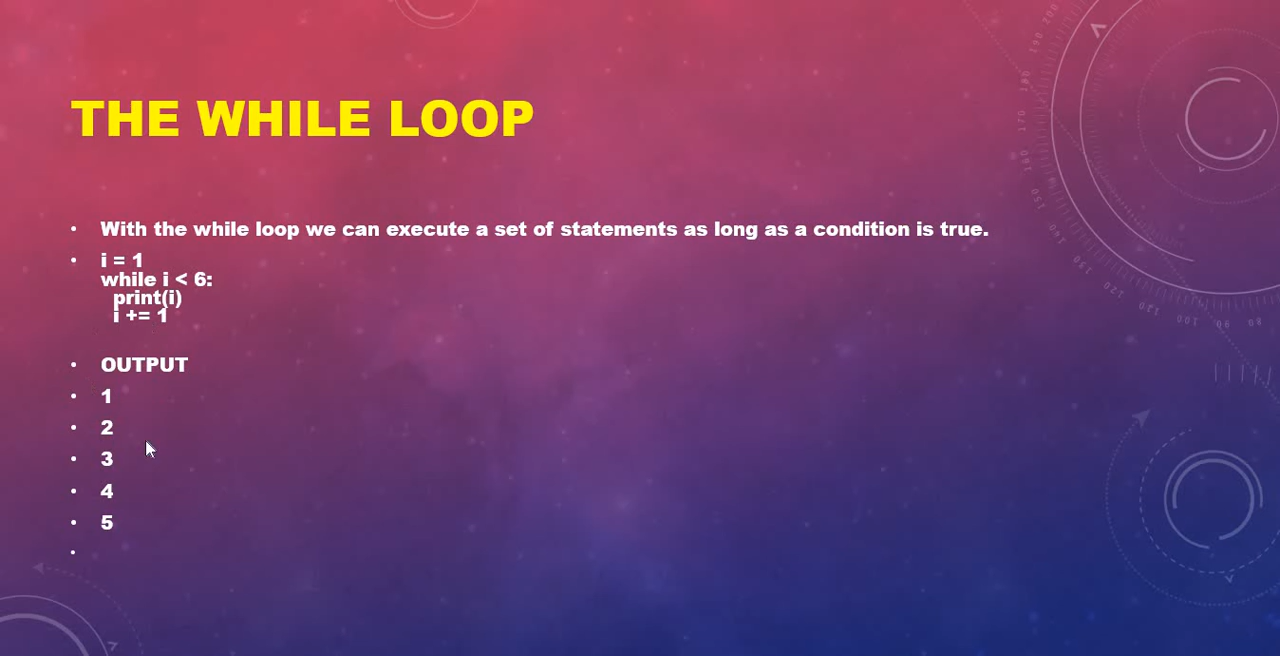 THE WHILE LOOP
• With the while loop we can execute a set of statements as long as a condition is true.
• i = 1
while i < 6:
  print(i)
  i += 1
• OUTPUT
• 1
• 2
• 3
• 4
• 5
•